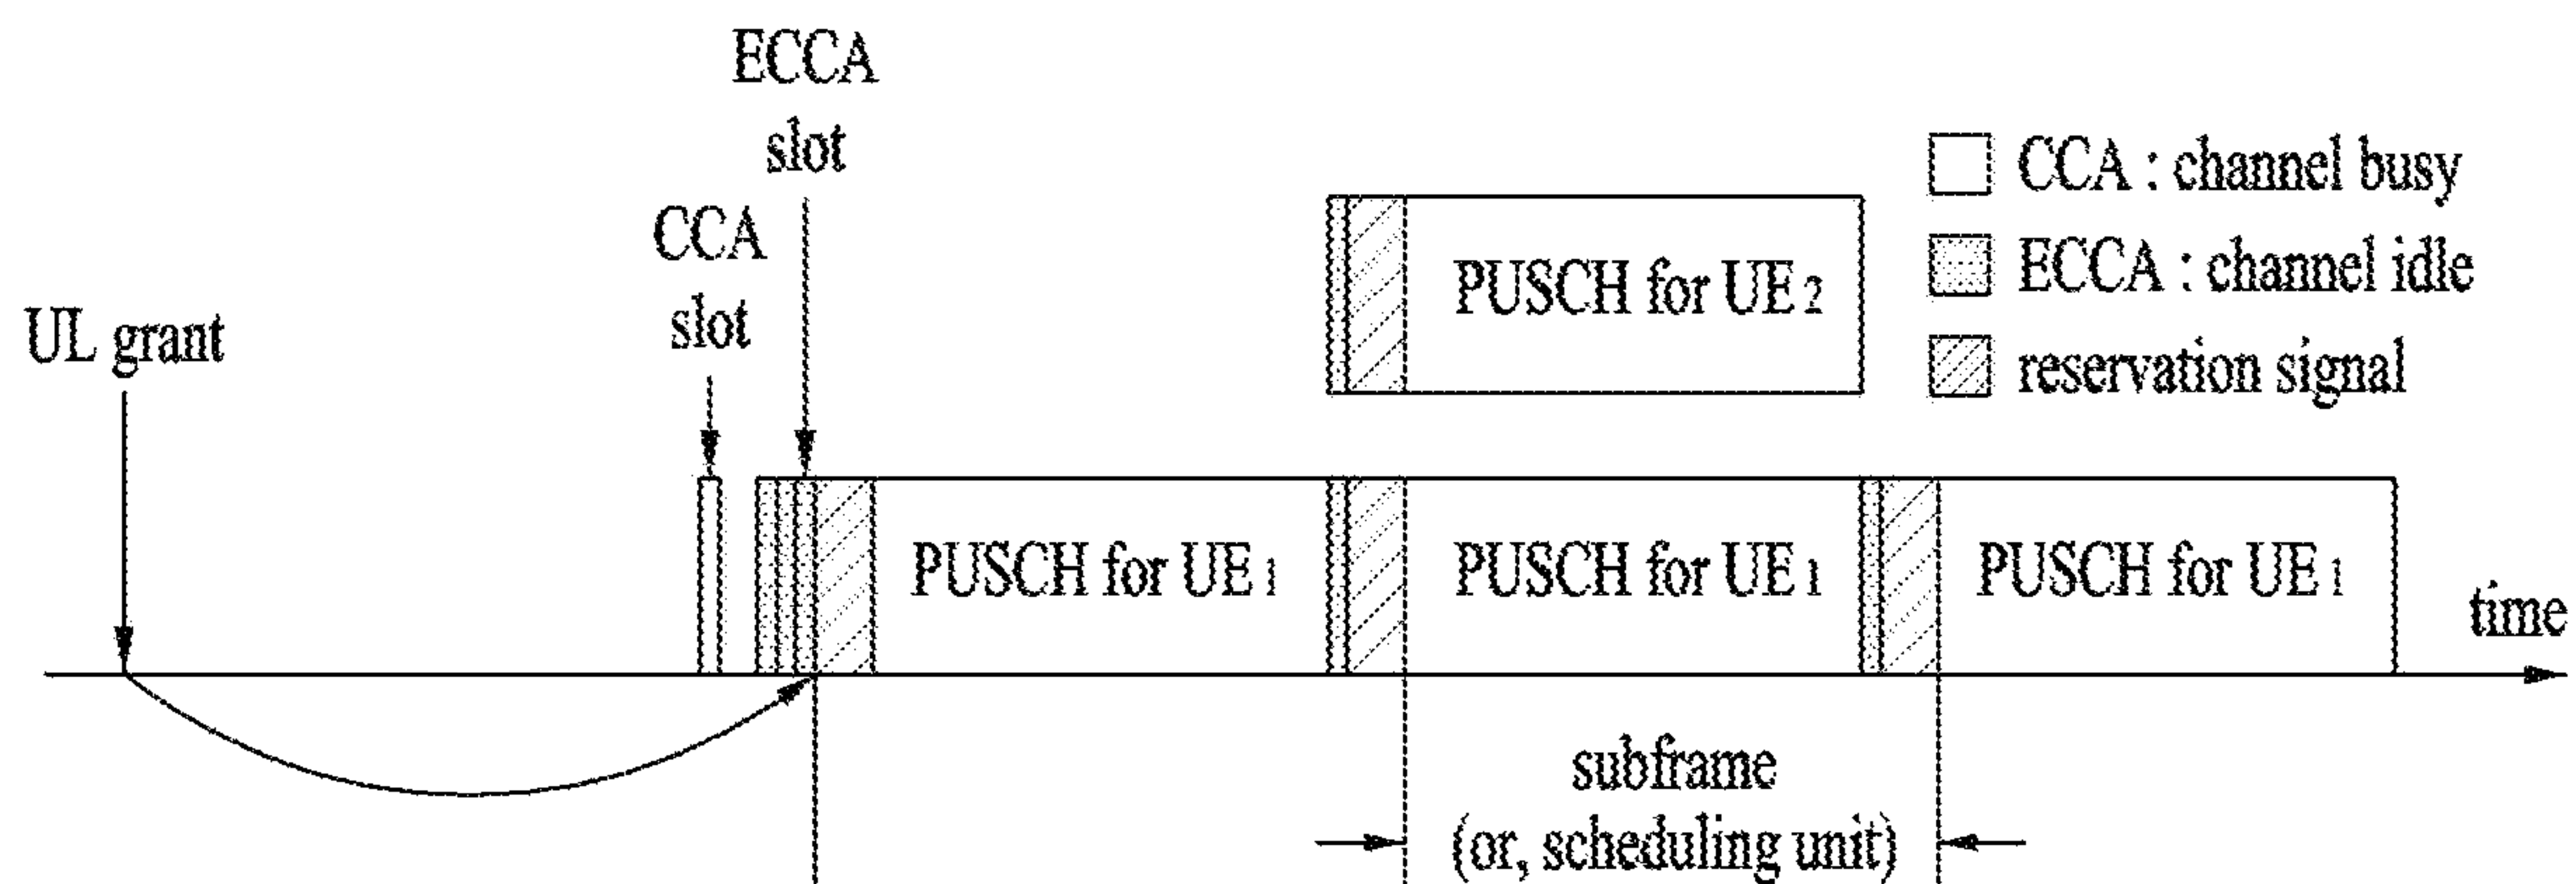 ECCA
slot
CCA
slot
UL grant
CCA : channel busy
ECCA : channel idle
reservation signal
PUSCH for UE2
PUSCH for UE1
PUSCH for UE1
PUSCH for UE1
time
subframe
(or, scheduling unit)